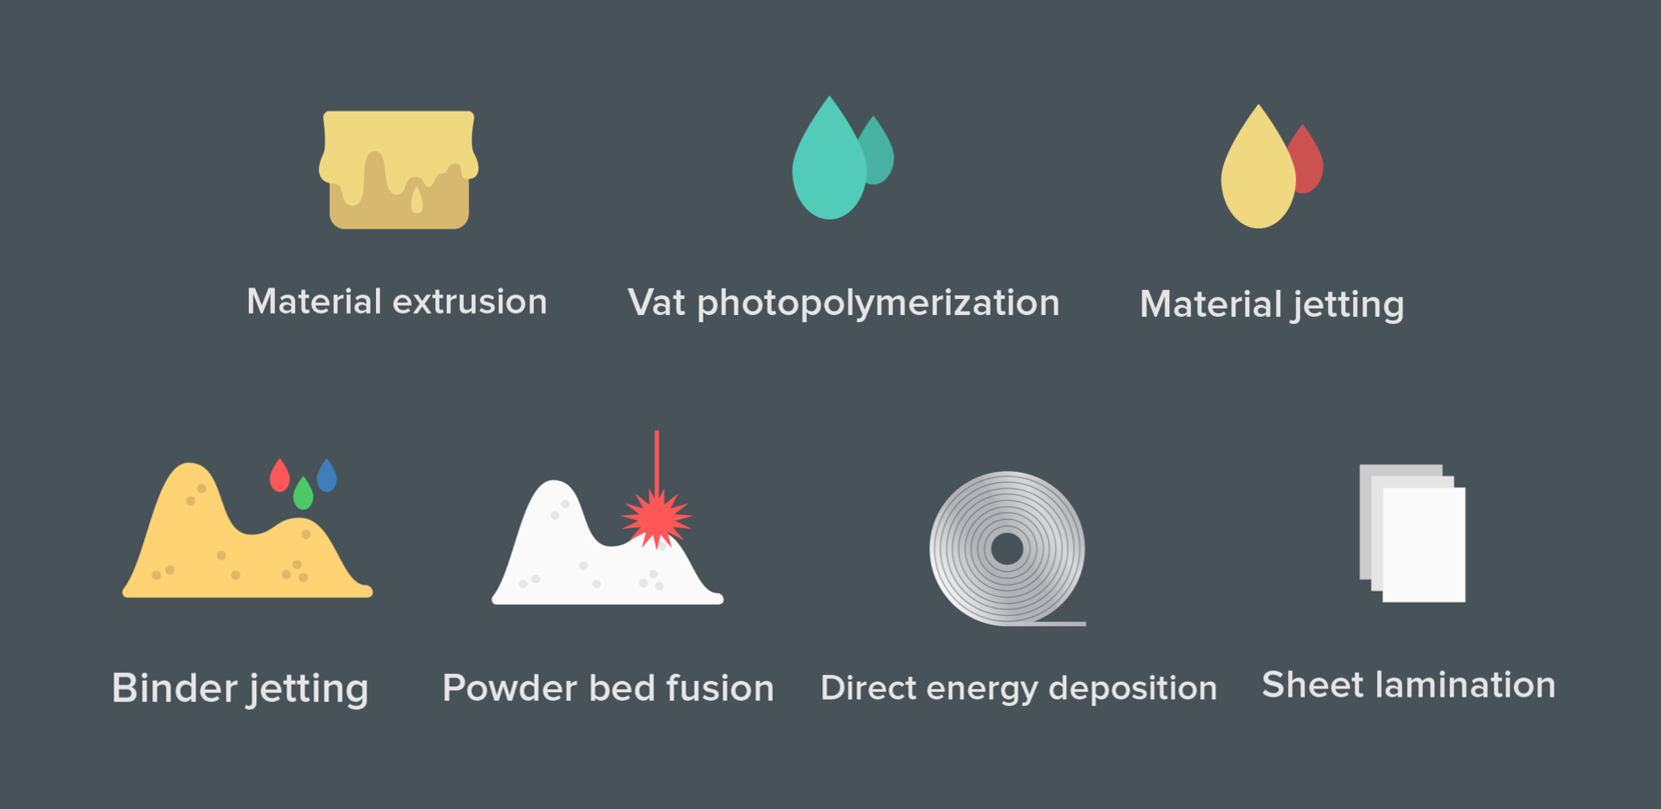 Material extrusion
Vat photopolymerization
Material jetting
Binder jetting
Powder bed fusion
Direct energy deposition
Sheet lamination